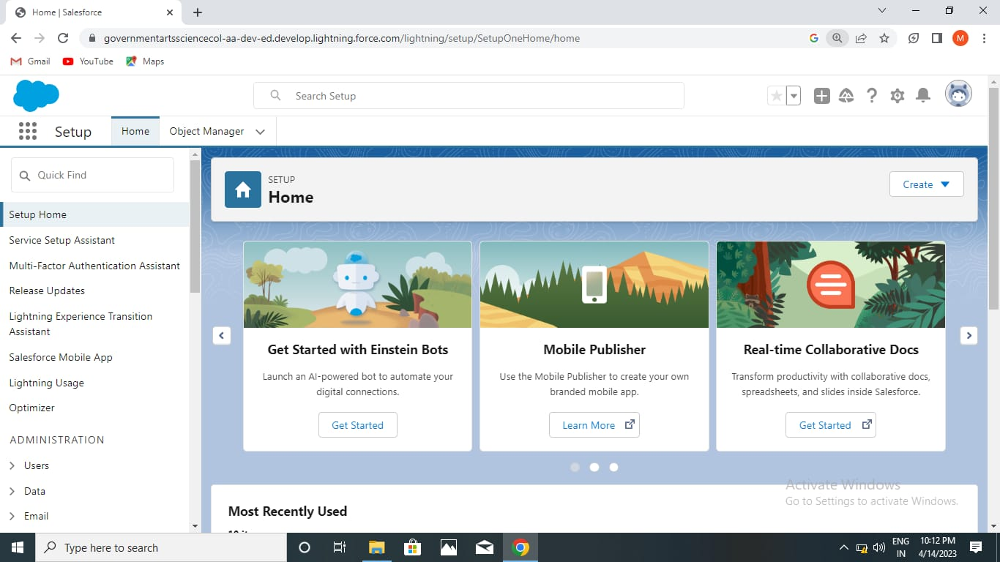 Home | Salesforce
governmentartssciencecol-aa-dev-ed.develop.lightning.force.com/lightning/setup/SetupOneHome/home
M
Gmail
YouTube
Maps
Search Setup
Setup
Home
Object Manager
Quick Find
Setup Home
Service Setup Assistant
Multi-Factor Authentication Assistant
Release Updates
Lightning Experience Transition
Assistant
Salesforce Mobile App
Lightning Usage
Optimizer
ADMINISTRATION
Users
Data
Email
SETUP
Home
Create
Get Started with Einstein Bots
Launch an AI-powered bot to automate your
digital connections.
Get Started
Mobile Publisher
Use the Mobile Publisher to create your own
branded mobile app.
Learn More
Real-time Collaborative Docs
Transform productivity with collaborative docs,
spreadsheets, and slides inside Salesforce.
Get Started
Most Recently Used
Activate Windows
Go to Settings to activate Windows.
Type here to search
ENG
IN
10:12 PM
4/14/2023